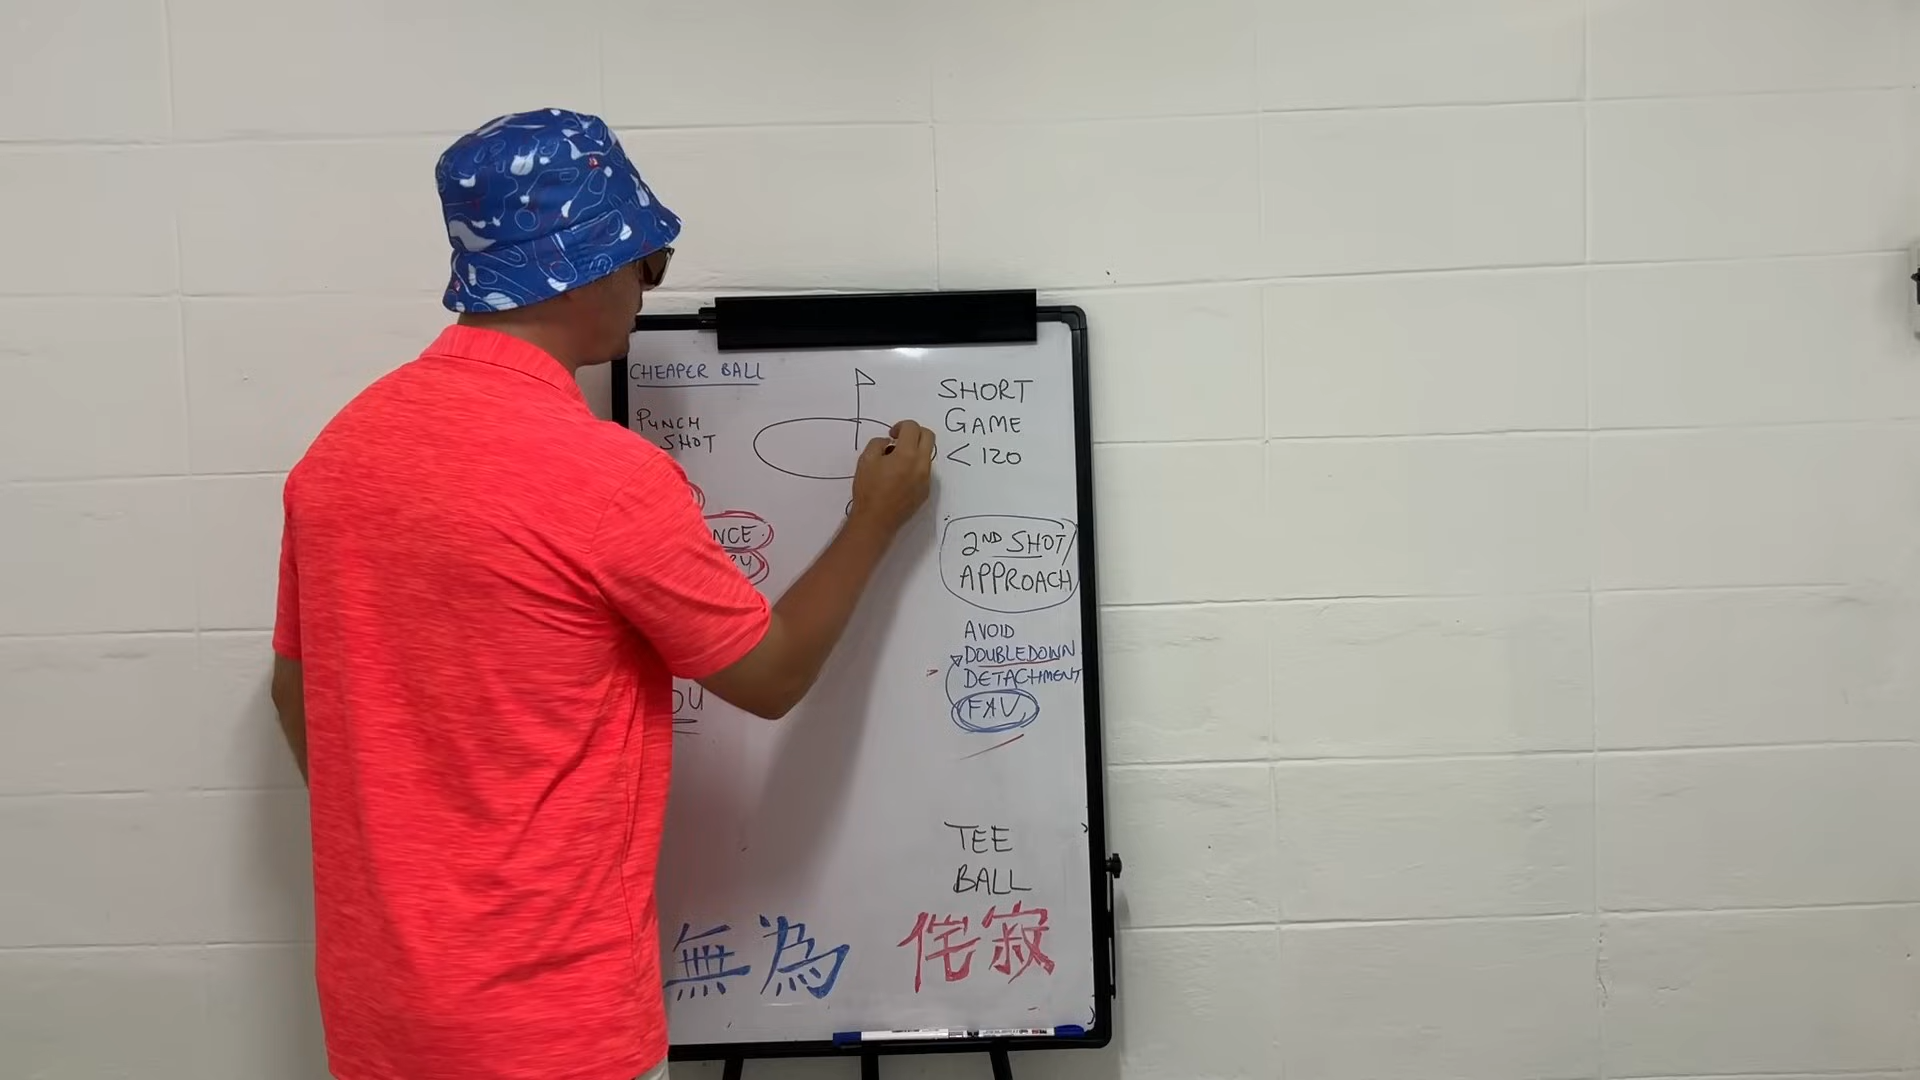 CHEAPER BALL
PUNCH
SHOT
SHORT
GAME
<120
2ND SHOT
APPROACH
AVOID
DOUBLEDOWN
DETACHMENT
FAV
TEE
BALL
無為
侘寂